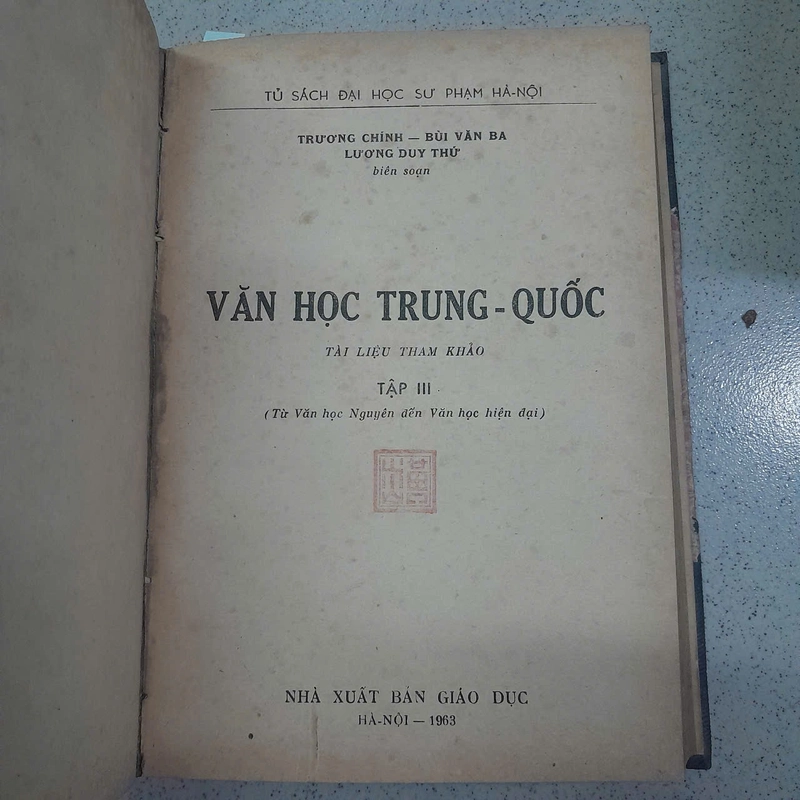 TỦ SÁCH ĐẠI HỌC SƯ PHẠM HÀ-NỘI
TRƯƠNG CHÍNH — BÙI VĂN BA
LƯƠNG DUY THỨ
biên soạn
VĂN HỌC TRUNG-QUỐC
TÀI LIỆU THAM KHẢO
TẬP III
(Từ Văn học Nguyên đến Văn học hiện đại)
NHÀ XUẤT BẢN GIÁO DỤC
HÀ-NỘI — 1963